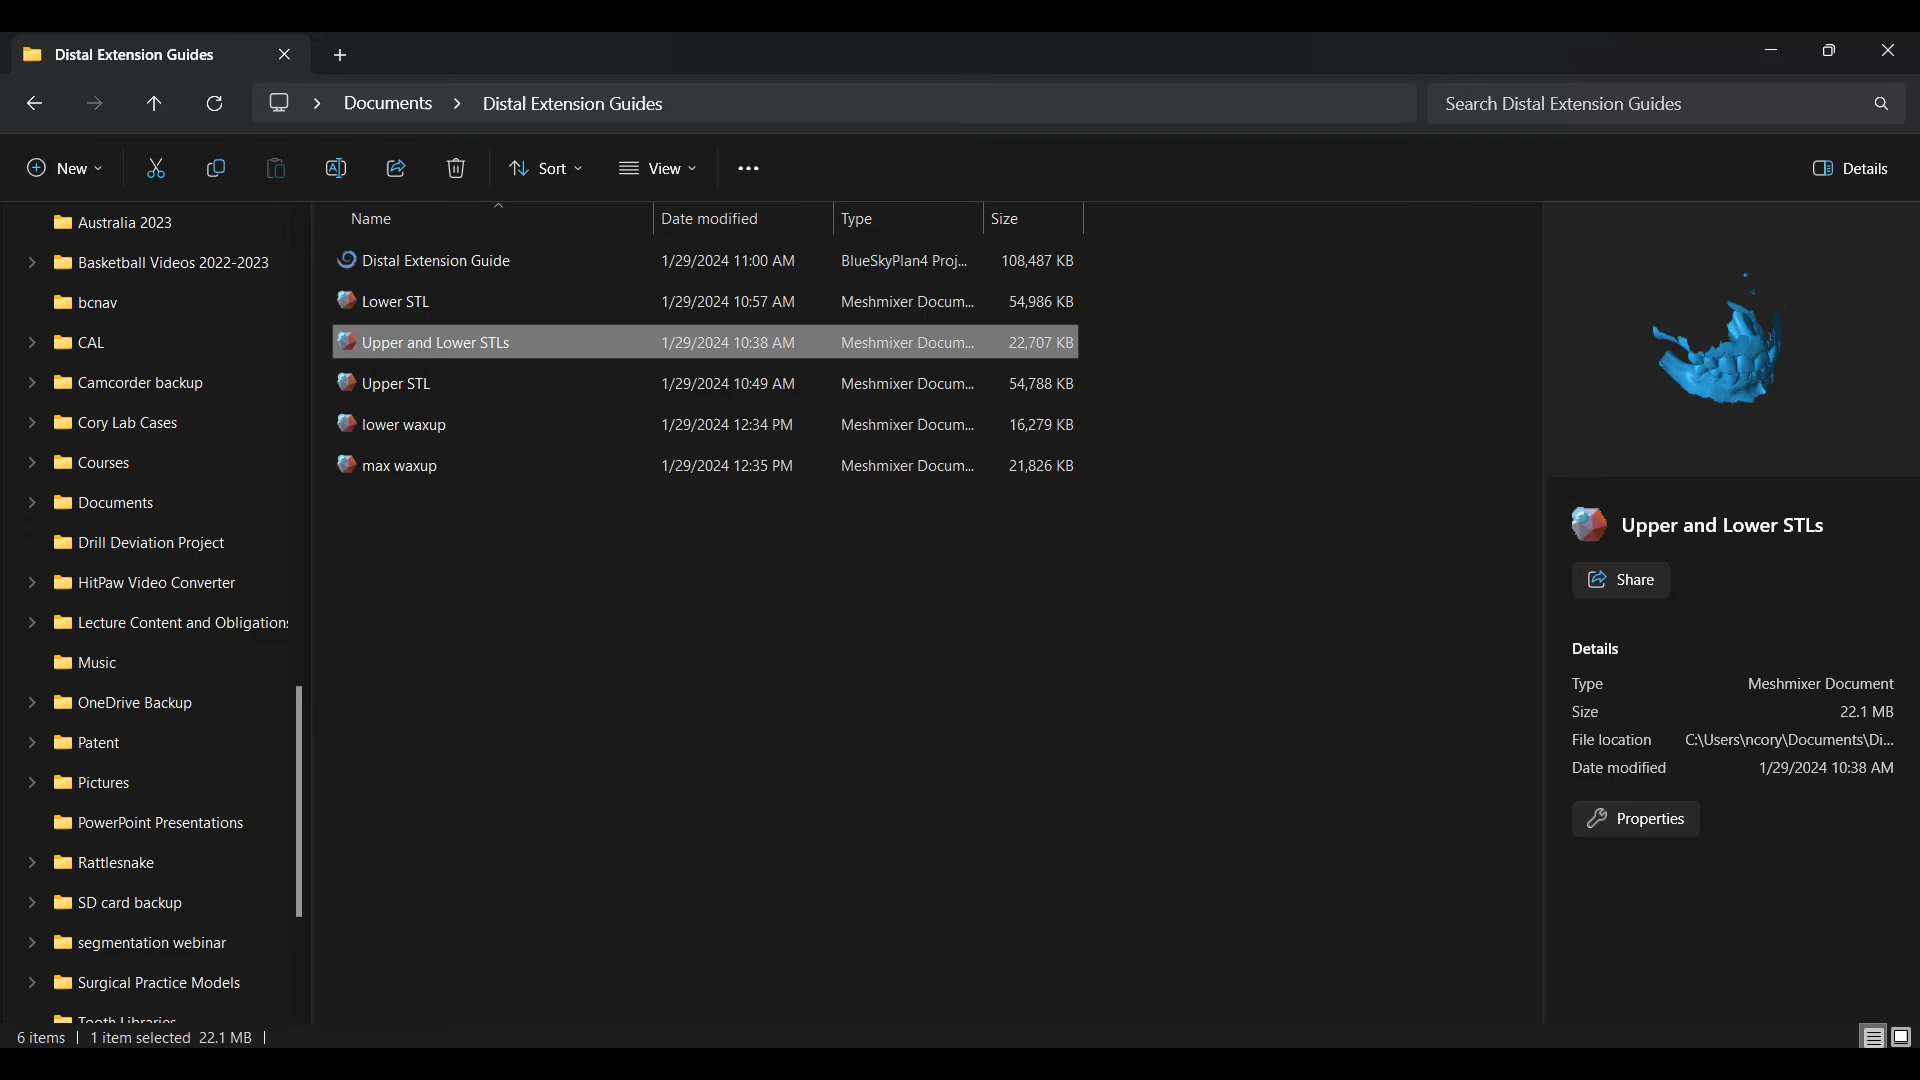 Distal Extension Guides
Documents > Distal Extension Guides
Search Distal Extension Guides
New
Sort
View
Details
Australia 2023
Basketball Videos 2022-2023
bcnav
CAL
Camcorder backup
Cory Lab Cases
Courses
Documents
Drill Deviation Project
HitPaw Video Converter
Lecture Content and Obligations
Music
OneDrive Backup
Patent
Pictures
PowerPoint Presentations
Rattlesnake
SD card backup
segmentation webinar
Surgical Practice Models
Tooth Libraries
Name Date modified Type Size
Distal Extension Guide 1/29/2024 11:00 AM BlueSkyPlan4 Proj... 108,487 KB
Lower STL 1/29/2024 10:57 AM Meshmixer Docum... 54,986 KB
Upper and Lower STLs 1/29/2024 10:38 AM Meshmixer Docum... 22,707 KB
Upper STL 1/29/2024 10:49 AM Meshmixer Docum... 54,788 KB
lower waxup 1/29/2024 12:34 PM Meshmixer Docum... 16,279 KB
max waxup 1/29/2024 12:35 PM Meshmixer Docum... 21,826 KB
Upper and Lower STLs
Share
Details
Type Meshmixer Document
Size 22.1 MB
File location C:\Users\ncory\Documents\Di...
Date modified 1/29/2024 10:38 AM
Properties
6 items | 1 item selected 22.1 MB |